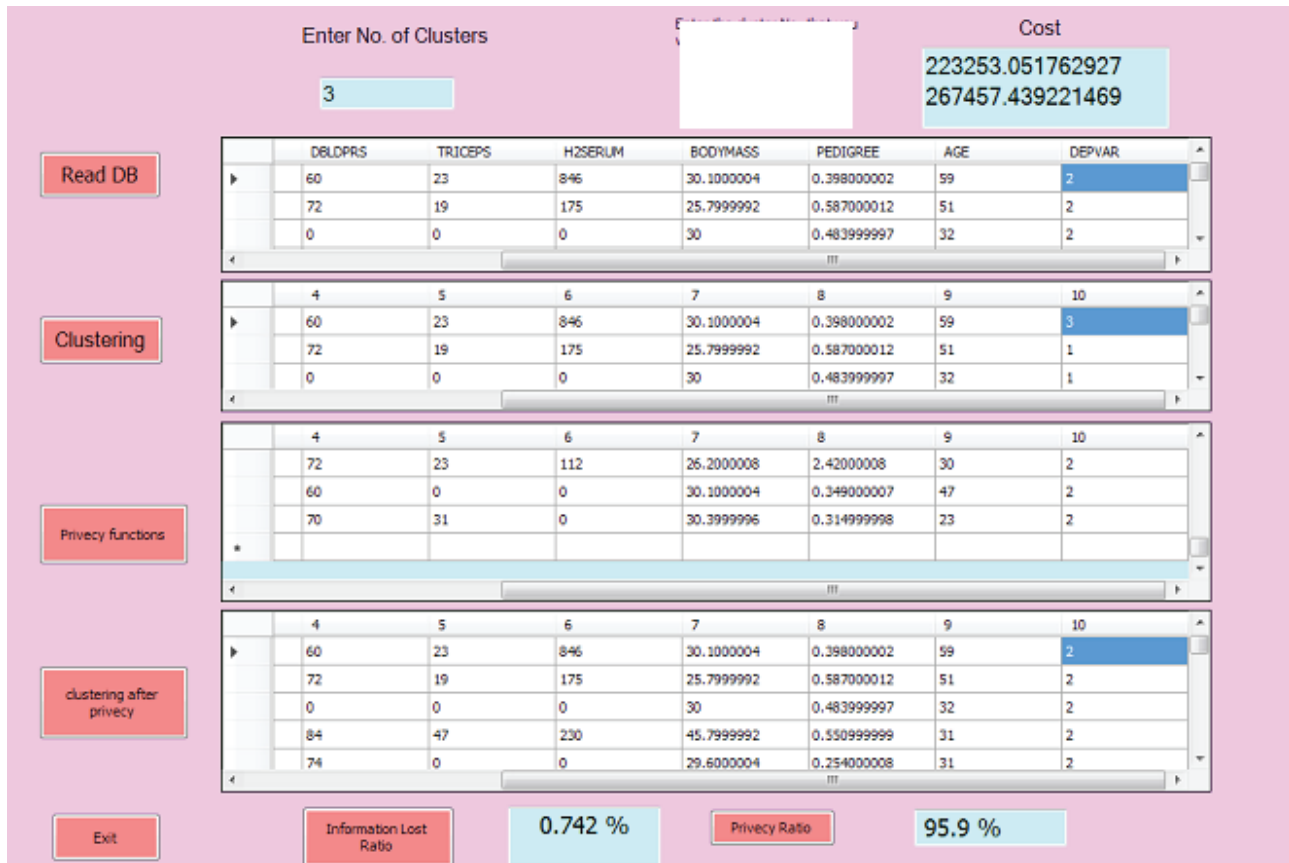 Enter No. of Clusters
Cost
3
223253.051762927
267457.439221469
Read DB
DBLDPRS TRICEPS H2SERUM BODYMASS PEDIGREE AGE DEPVAR
60 23 846 30.1000004 0.398000002 59 2
72 19 175 25.7999992 0.587000012 51 2
0 0 0 30 0.483999997 32 2
Clustering
4 5 6 7 8 9 10
60 23 846 30.1000004 0.398000002 59 3
72 19 175 25.7999992 0.587000012 51 1
0 0 0 30 0.483999997 32 1
Privecy functions
4 5 6 7 8 9 10
72 23 112 26.2000008 2.42000008 30 2
60 0 0 30.1000004 0.349000007 47 2
70 31 0 30.3999996 0.314999998 23 2
*
clustering after
privecy
4 5 6 7 8 9 10
60 23 846 30.1000004 0.398000002 59 2
72 19 175 25.7999992 0.587000012 51 2
0 0 0 30 0.483999997 32 2
84 47 230 45.7999992 0.550999999 31 2
74 0 0 29.6000004 0.254000008 31 2
Exit
Information Lost
Ratio
0.742 %
Privecy Ratio
95.9 %